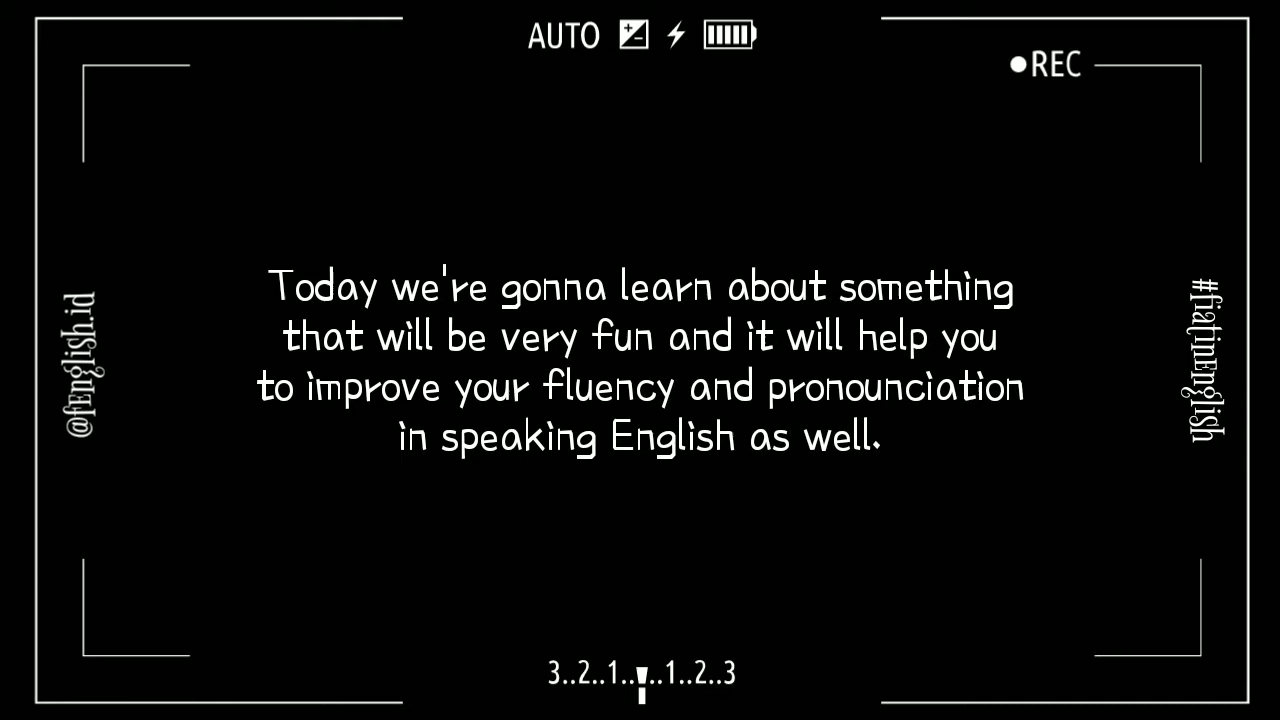 AUTO
REC
@fEnglish.id
#fiatinEnglish
Today we're gonna learn about something
that will be very fun and it will help you
to improve your fluency and pronounciation
in speaking English as well.
3..2..1..!..1..2..3